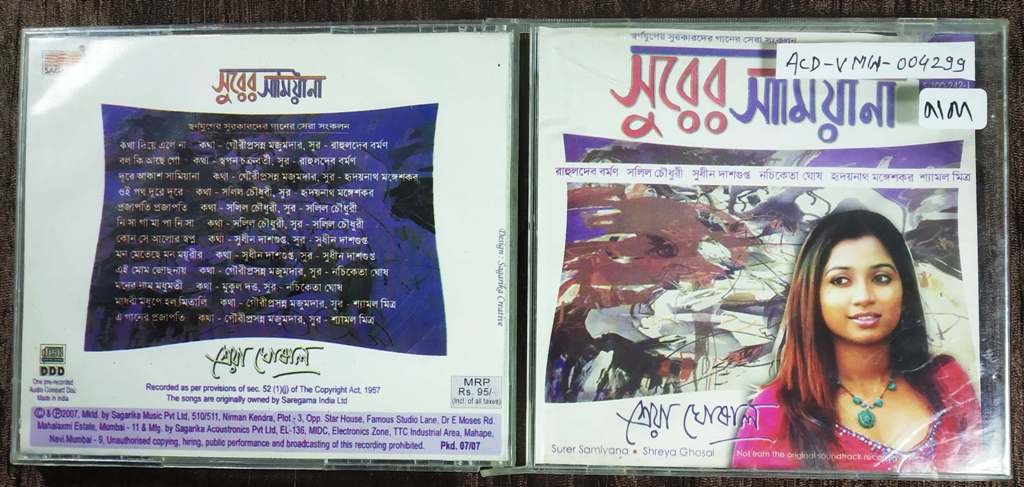 সুরের সামিয়ানা
স্বর্ণযুগের সুরকারদের গানের সেরা সংকলন
কথা দিয়ে এলে না কথা - গৌরীপ্রসন্ন মজুমদার, সুর - রাহুলদেব বর্মণ
বল কি আছে গো কথা - স্বপন চক্রবর্তী, সুর - রাহুলদেব বর্মণ
দূরে আকাশ সামিয়ানা কথা - গৌরীপ্রসন্ন মজুমদার, সুর - হৃদয়নাথ মঙ্গেশকর
ওই পথ দূরে দূরে কথা - সলিল চৌধুরী, সুর - হৃদয়নাথ মঙ্গেশকর
প্রজাপতি প্রজাপতি কথা - সলিল চৌধুরী, সুর - সলিল চৌধুরী
নি সা গা মা পা নি সা কথা - সলিল চৌধুরী, সুর - সলিল চৌধুরী
কোন সে আলোর স্বপ্ন কথা - সুধীন দাশগুপ্ত, সুর - সুধীন দাশগুপ্ত
মন মেতেছে মন ময়ূরীর কথা - সুধীন দাশগুপ্ত, সুর - সুধীন দাশগুপ্ত
এই মোম জোছনায় কথা - গৌরীপ্রসন্ন মজুমদার, সুর - নচিকেতা ঘোষ
মনের নাম মধুমতী কথা - মুকুল দত্ত, সুর - নচিকেতা ঘোষ
মাধবী মধুপে হল মিতালি কথা - গৌরীপ্রসন্ন মজুমদার, সুর - শ্যামল মিত্র
এ গানের প্রজাপতি কথা - গৌরীপ্রসন্ন মজুমদার, সুর - শ্যামল মিত্র
Design : Sagarika Creative
শ্রেয়া ঘোষাল
DDD
One pre-recorded
Audio Compact Disc
Made in India
Recorded as per provisions of sec. 52 (1)(j) of The Copyright Act, 1957
The songs are originally owned by Saregama India Ltd
MRP
Rs. 95/-
(Incl. of all taxes)
© & ℗2007, Mktd. by Sagarika Music Pvt Ltd, 510/511, Nirman Kendra, Plot - 3, Opp. Star House, Famous Studio Lane, Dr E Moses Rd.
Mahalaxmi Estate, Mumbai - 11 & Mfg. by Sagarika Acoustronics Pvt Ltd, EL-136, MIDC, Electronics Zone, TTC Industrial Area, Mahape,
Navi Mumbai - 9, Unauthorised copying, hiring, public performance and broadcasting of this recording prohibited. Pkd. 07/07
স্বর্ণযুগের সুরকারদের গানের সেরা সংকলন
ACD-VMW-004299
সুরের সামিয়ানা
রাহুলদেব বর্মণ সলিল চৌধুরী সুধীন দাশগুপ্ত নচিকেতা ঘোষ হৃদয়নাথ মঙ্গেশকর শ্যামল মিত্র
শ্রেয়া ঘোষাল
Surer Samiyana • Shreya Ghosal
Not from the original soundtrack